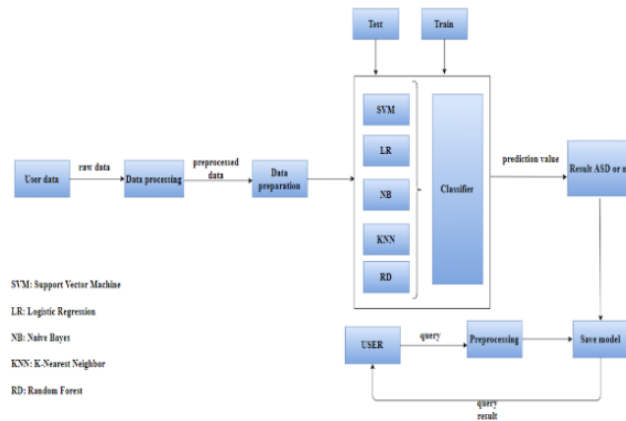 Test
Train
SVM
LR
NB
KNN
RD
Classifier
User data
raw data
Data processing
preprocessed
data
Data
preparation
prediction value
Result ASD or n
SVM: Support Vector Machine
LR: Logistic Regression
NB: Naive Bayes
KNN: K-Nearest Neighbor
RD: Random Forest
USER
query
Preprocessing
Save model
query
result